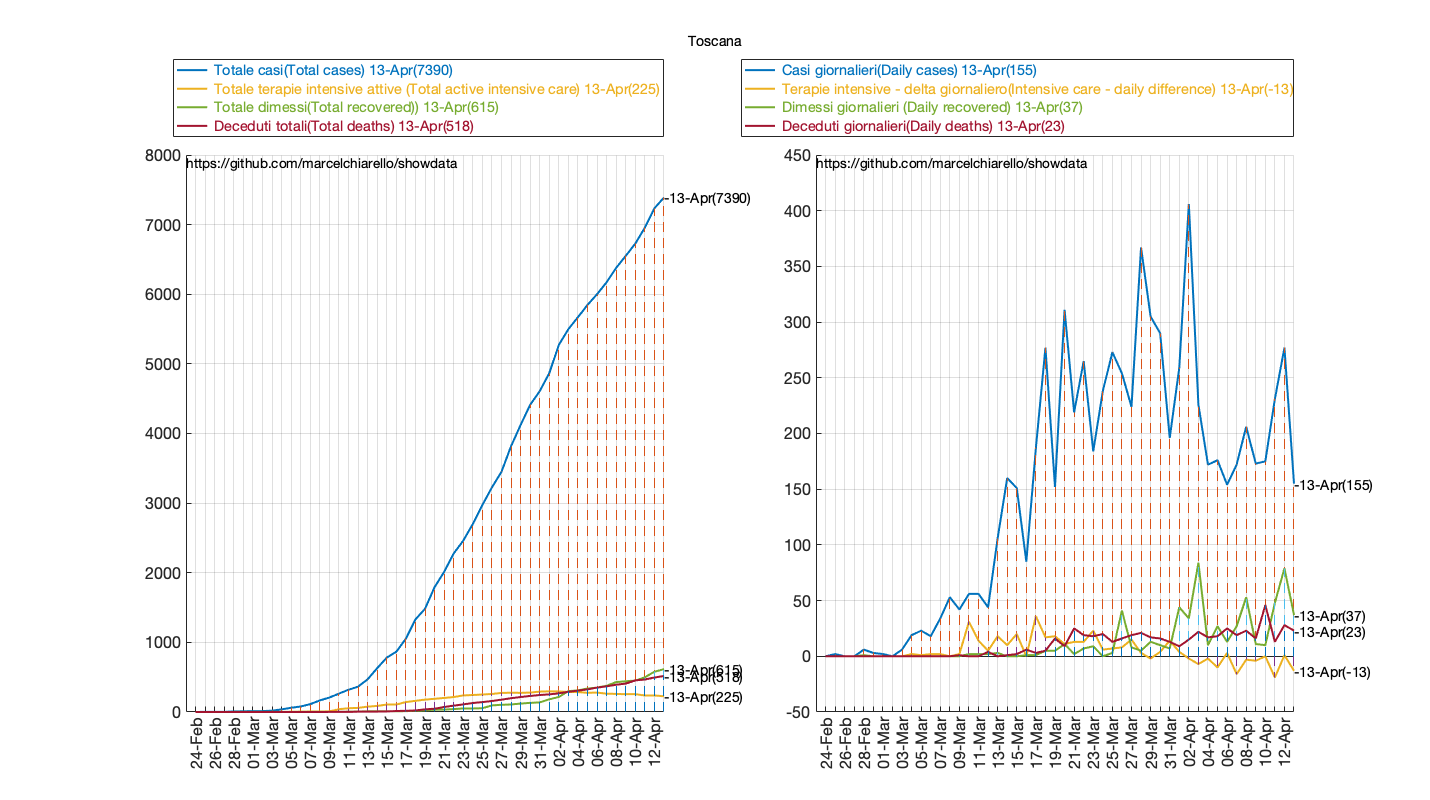 Toscana
Totale casi(Total cases) 13-Apr(7390)
Totale terapie intensive attive (Total active intensive care) 13-Apr(225)
Totale dimessi(Total recovered)) 13-Apr(615)
Deceduti totali(Total deaths) 13-Apr(518)
8000
https://github.com/marcelchiarello/showdata
-13-Apr(7390)
7000
6000
5000
4000
3000
2000
1000
-13-Apr(615)
-13-Apr(518)
-13-Apr(225)
0
24-Feb
26-Feb
28-Feb
01-Mar
03-Mar
05-Mar
07-Mar
09-Mar
11-Mar
13-Mar
15-Mar
17-Mar
19-Mar
21-Mar
23-Mar
25-Mar
27-Mar
29-Mar
31-Mar
02-Apr
04-Apr
06-Apr
08-Apr
10-Apr
12-Apr
Casi giornalieri(Daily cases) 13-Apr(155)
Terapie intensive - delta giornaliero(Intensive care - daily difference) 13-Apr(-13)
Dimessi giornalieri (Daily recovered) 13-Apr(37)
Deceduti giornalieri(Daily deaths) 13-Apr(23)
450
https://github.com/marcelchiarello/showdata
400
350
300
250
200
150
-13-Apr(155)
100
50
-13-Apr(37)
-13-Apr(23)
0
-13-Apr(-13)
-50
24-Feb
26-Feb
28-Feb
01-Mar
03-Mar
05-Mar
07-Mar
09-Mar
11-Mar
13-Mar
15-Mar
17-Mar
19-Mar
21-Mar
23-Mar
25-Mar
27-Mar
29-Mar
31-Mar
02-Apr
04-Apr
06-Apr
08-Apr
10-Apr
12-Apr